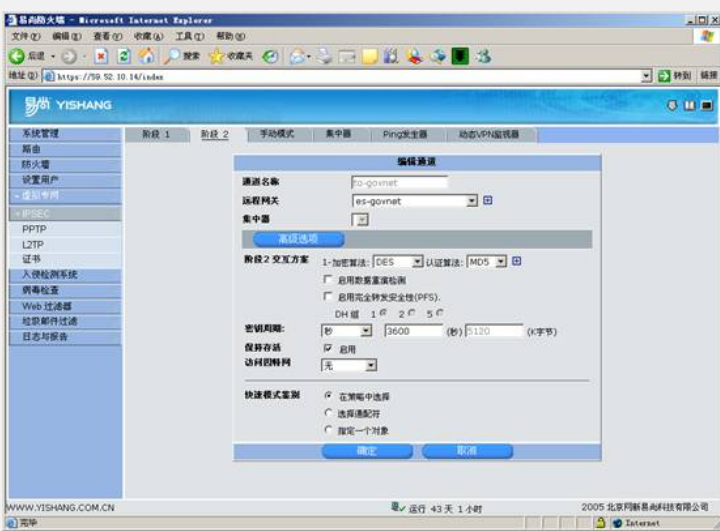 易尚防火墙 - Microsoft Internet Explorer
文件(F) 编辑(E) 查看(V) 收藏(A) 工具(T) 帮助(H)
后退 搜索 收藏夹
地址(D) https://59.52.10.14/index 转到 链接
易尚 YISHANG
系统管理
路由
防火墙
设置用户
- 虚拟专网
- IPSEC
PPTP
L2TP
证书
入侵检测系统
病毒检查
Web 过滤器
垃圾邮件过滤
日志与报告
阶段 1 阶段 2 手动模式 集中器 Ping发生器 动态VPN监视器
编辑通道
通道名称 to-govnet
远程网关 es-govnet
集中器
高级选项
阶段2 交互方案 1-加密算法: DES 认证算法: MD5
启用数据重演检测
启用完全转发安全性(PFS).
DH 组 1 2 5
密钥周期: 秒 3600 (秒) 5120 (K字节)
保持存活 启用
访问因特网 无
快速模式鉴别 在策略中选择
选择通配符
指定一个对象
确定 取消
WWW.YISHANG.COM.CN 运行 43 天 1 小时 2005 北京网新易尚科技有限公司
完毕 Internet